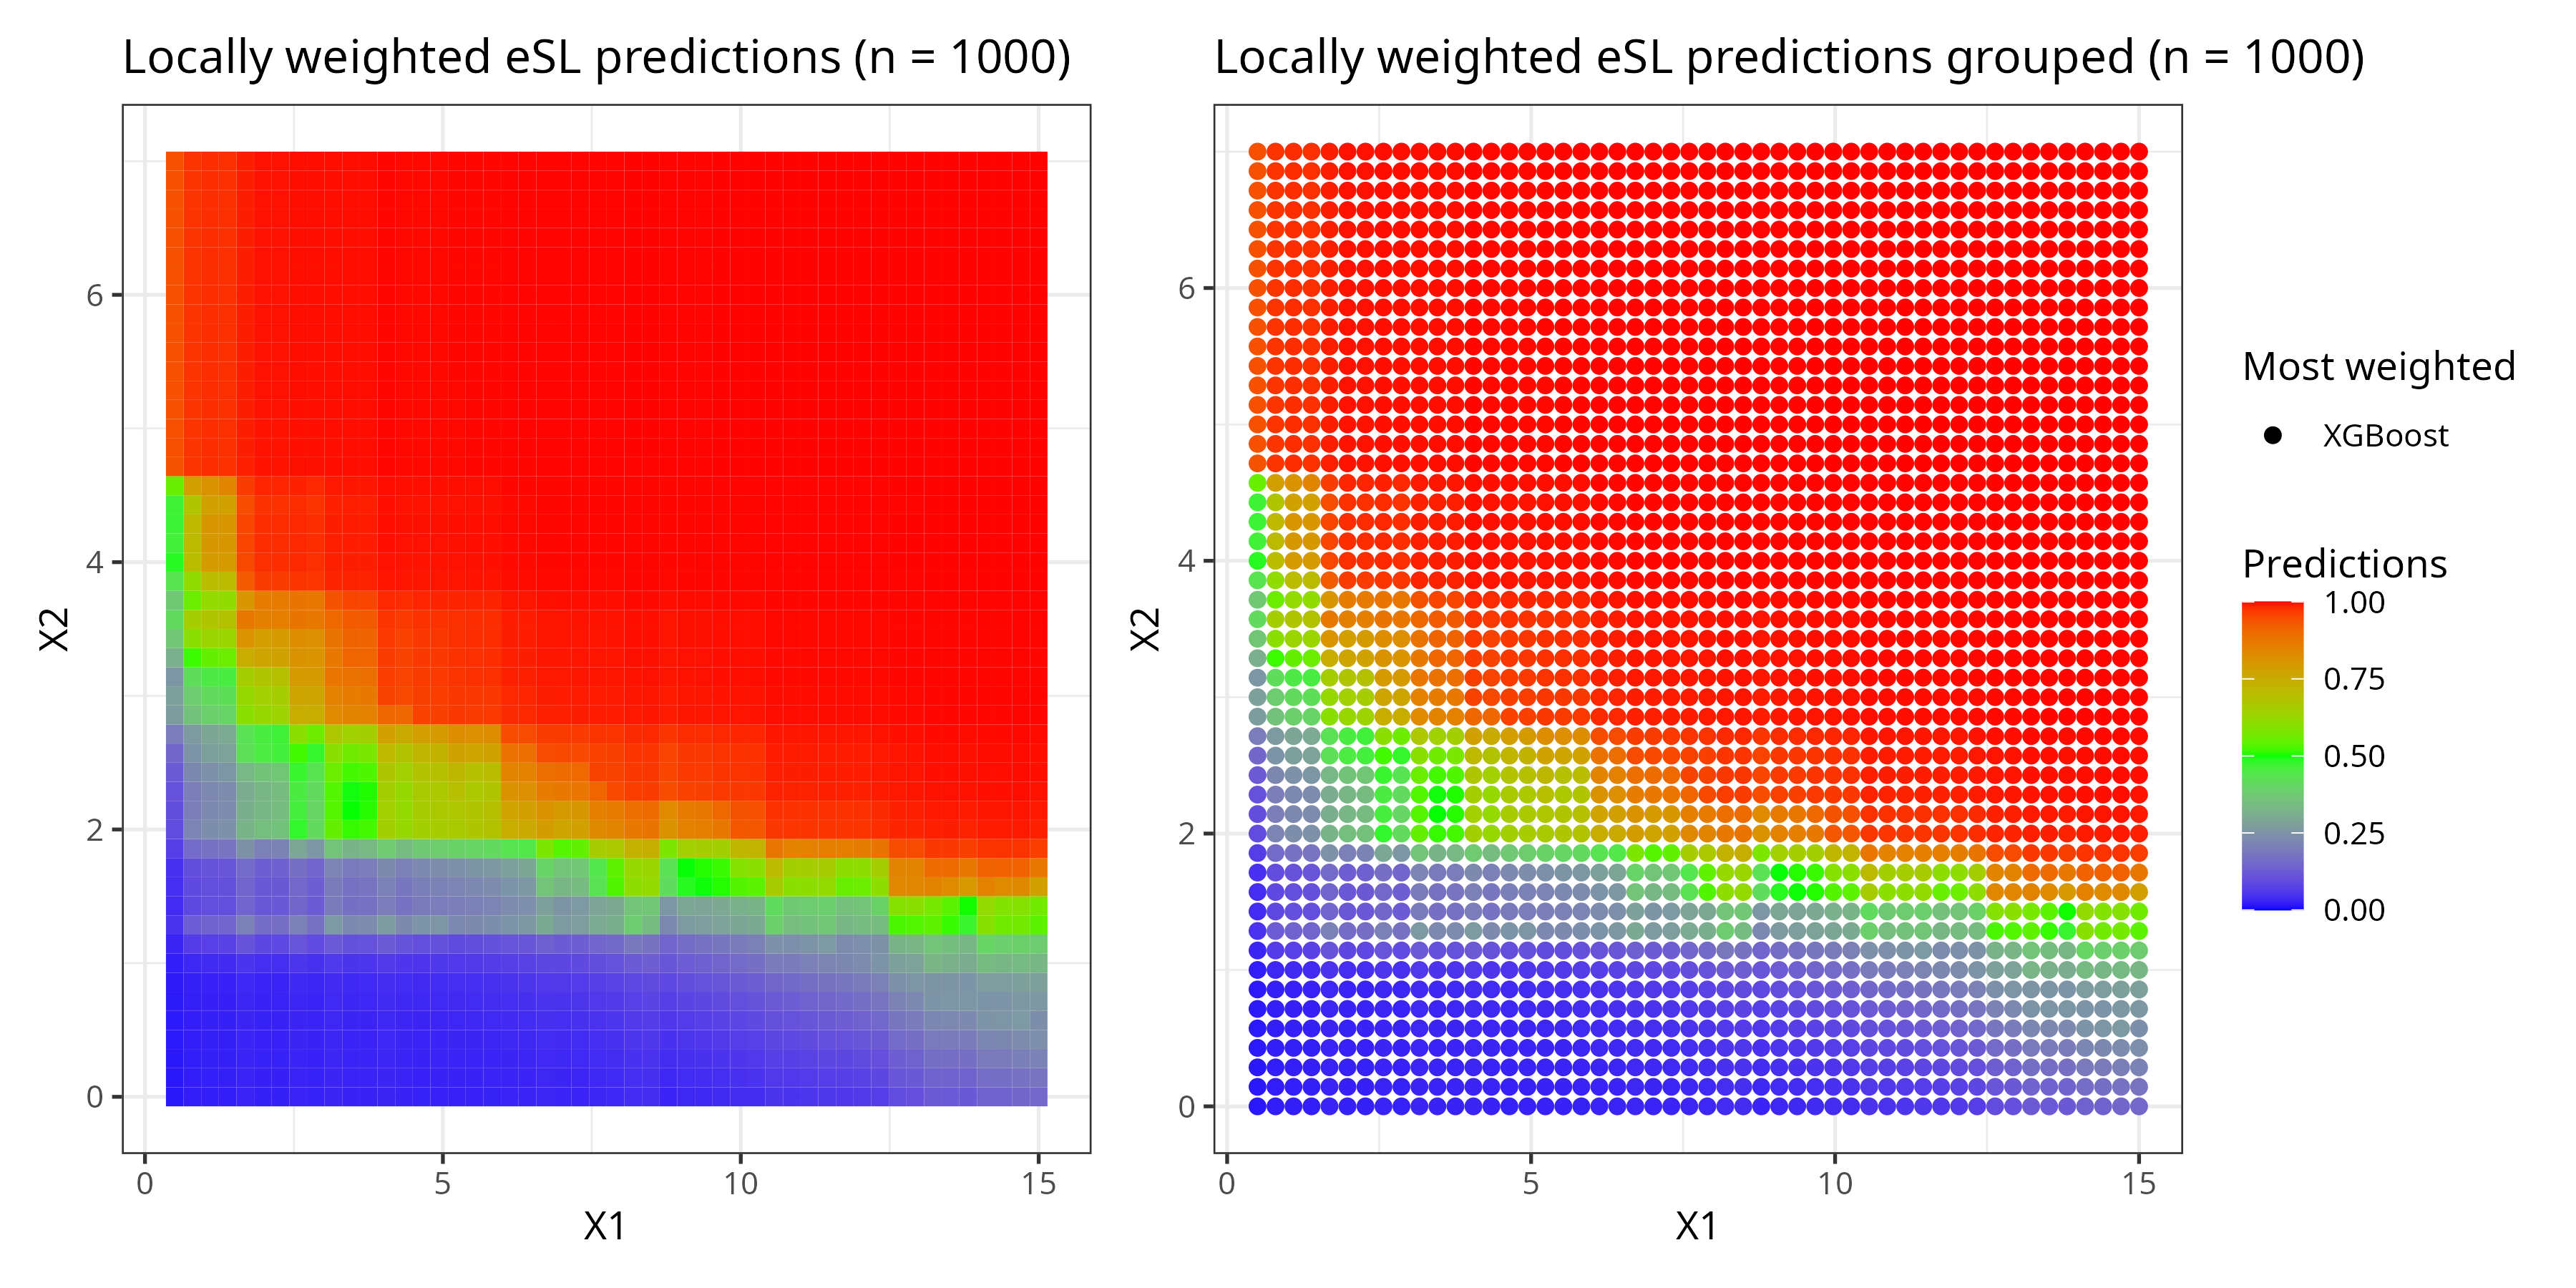 Locally weighted eSL predictions (n = 1000)
6
4
2
0
X2
0 5 10 15
X1
Locally weighted eSL predictions grouped (n = 1000)
6
4
2
0
X2
0 5 10 15
X1
Most weighted
XGBoost
Predictions
1.00
0.75
0.50
0.25
0.00